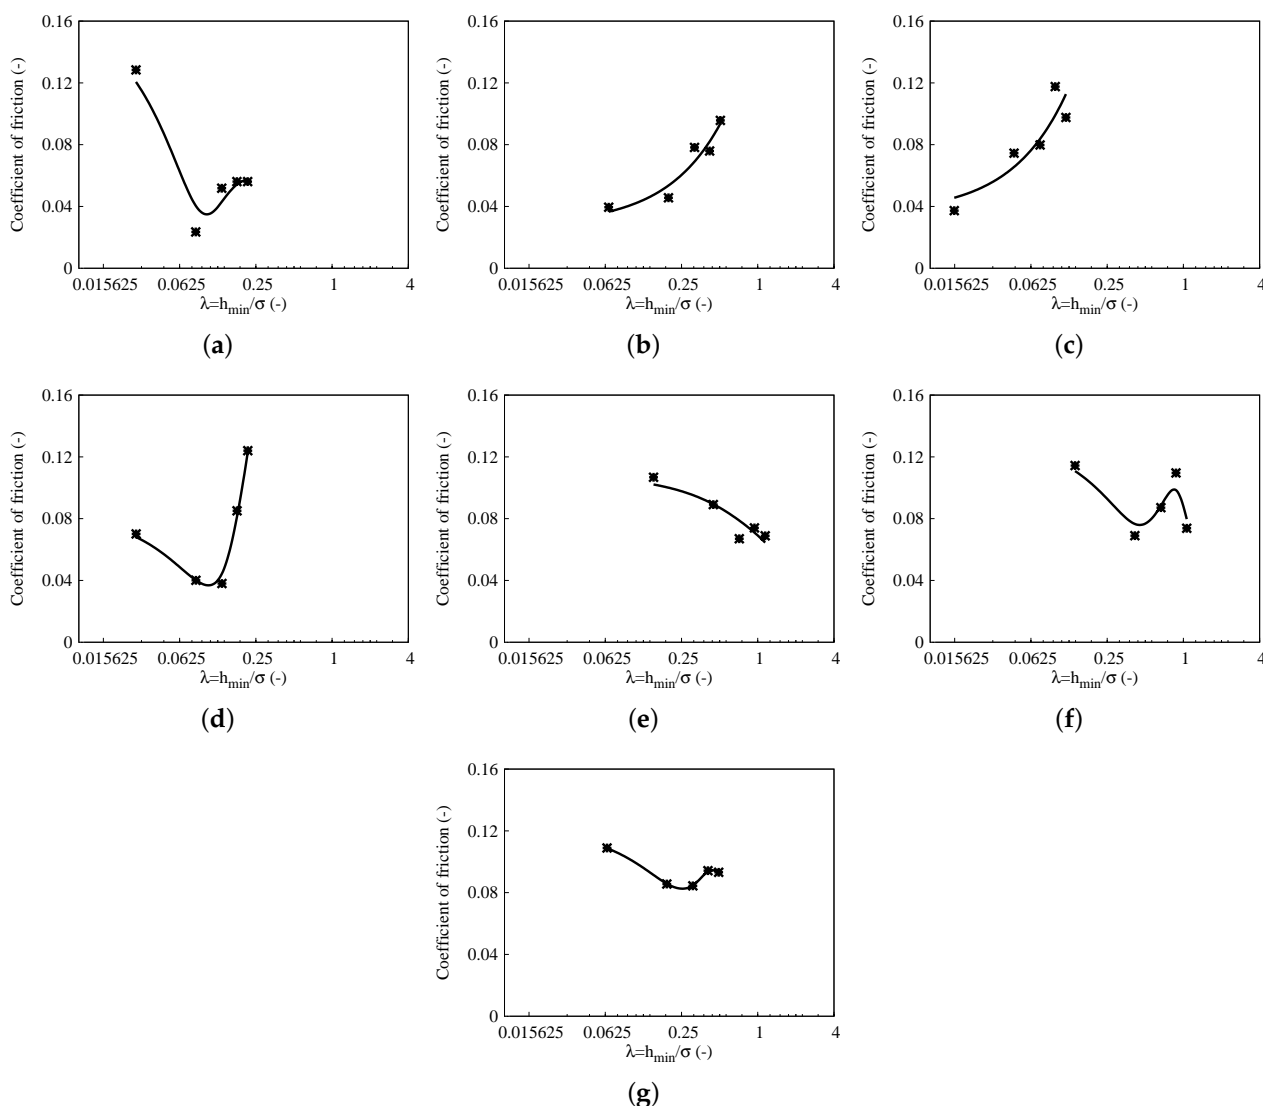 0.16
0.12
0.08
0.04
0
Coefficient of friction (-)
0.015625 0.0625 0.25 1 4
λ=hmin/σ (-)
(a)
0.16
0.12
0.08
0.04
0
Coefficient of friction (-)
0.015625 0.0625 0.25 1 4
λ=hmin/σ (-)
(b)
0.16
0.12
0.08
0.04
0
Coefficient of friction (-)
0.015625 0.0625 0.25 1 4
λ=hmin/σ (-)
(c)
0.16
0.12
0.08
0.04
0
Coefficient of friction (-)
0.015625 0.0625 0.25 1 4
λ=hmin/σ (-)
(d)
0.16
0.12
0.08
0.04
0
Coefficient of friction (-)
0.015625 0.0625 0.25 1 4
λ=hmin/σ (-)
(e)
0.16
0.12
0.08
0.04
0
Coefficient of friction (-)
0.015625 0.0625 0.25 1 4
λ=hmin/σ (-)
(f)
0.16
0.12
0.08
0.04
0
Coefficient of friction (-)
0.015625 0.0625 0.25 1 4
λ=hmin/σ (-)
(g)